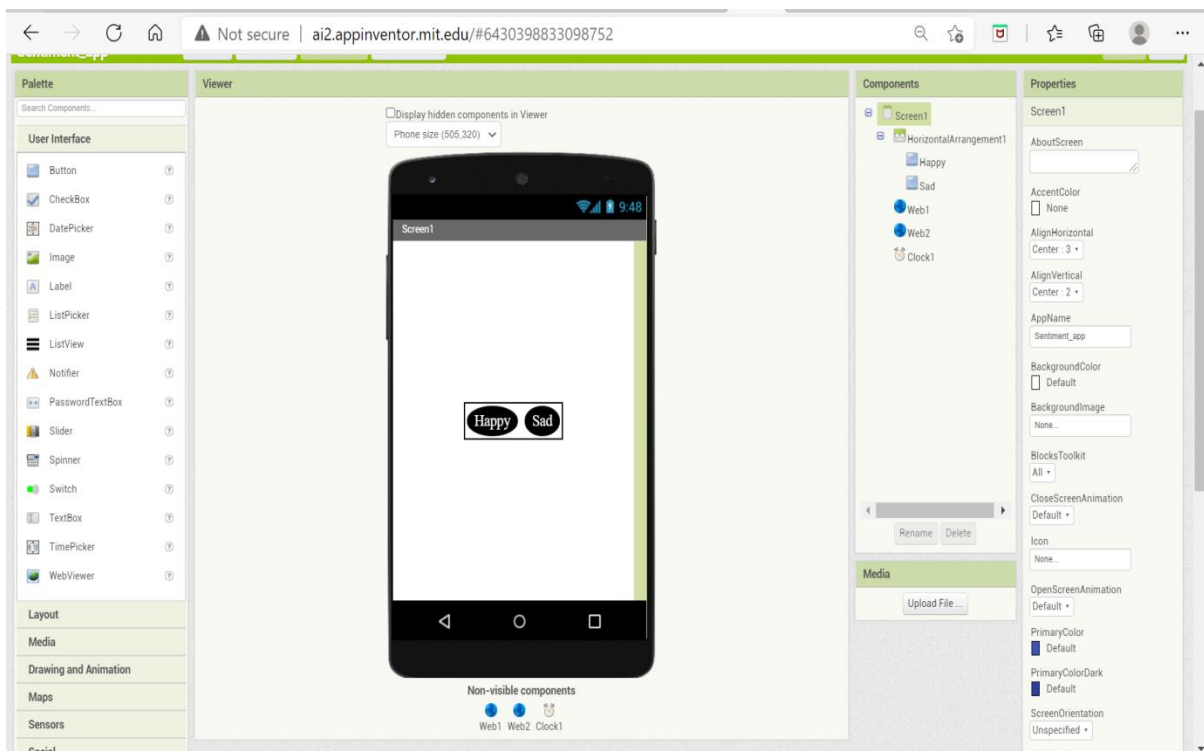 Not secure
ai2.appinventor.mit.edu/#6430398833098752
Palette
Search Components...
User Interface
Button
CheckBox
DatePicker
Image
Label
ListPicker
ListView
Notifier
PasswordTextBox
Slider
Spinner
Switch
TextBox
TimePicker
WebViewer
Layout
Media
Drawing and Animation
Maps
Sensors
Viewer
Display hidden components in Viewer
Phone size (505,320)
9:48
Screen1
Happy Sad
Non-visible components
Web1 Web2 Clock1
Components
Screen1
HorizontalArrangement1
Happy
Sad
Web1
Web2
Clock1
Rename Delete
Media
Upload File ...
Properties
Screen1
AboutScreen
AccentColor
None
AlignHorizontal
Center : 3
AlignVertical
Center : 2
AppName
Sentiment_app
BackgroundColor
Default
BackgroundImage
None...
BlocksToolkit
All
CloseScreenAnimation
Default
Icon
None...
OpenScreenAnimation
Default
PrimaryColor
Default
PrimaryColorDark
Default
ScreenOrientation
Unspecified